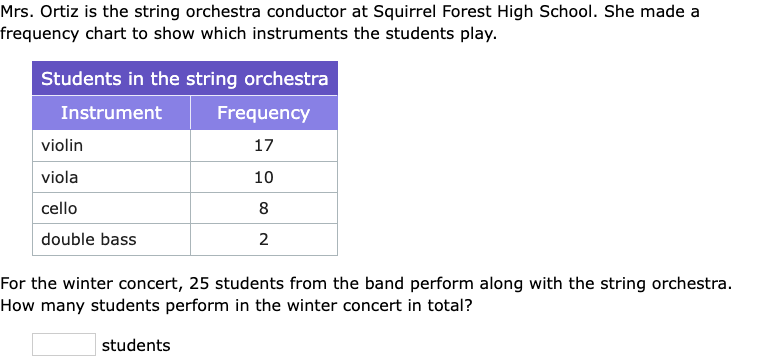 Mrs. Ortiz is the string orchestra conductor at Squirrel Forest High School. She made a
frequency chart to show which instruments the students play.
Students in the string orchestra
Instrument Frequency
violin 17
viola 10
cello 8
double bass 2
For the winter concert, 25 students from the band perform along with the string orchestra.
How many students perform in the winter concert in total?
students